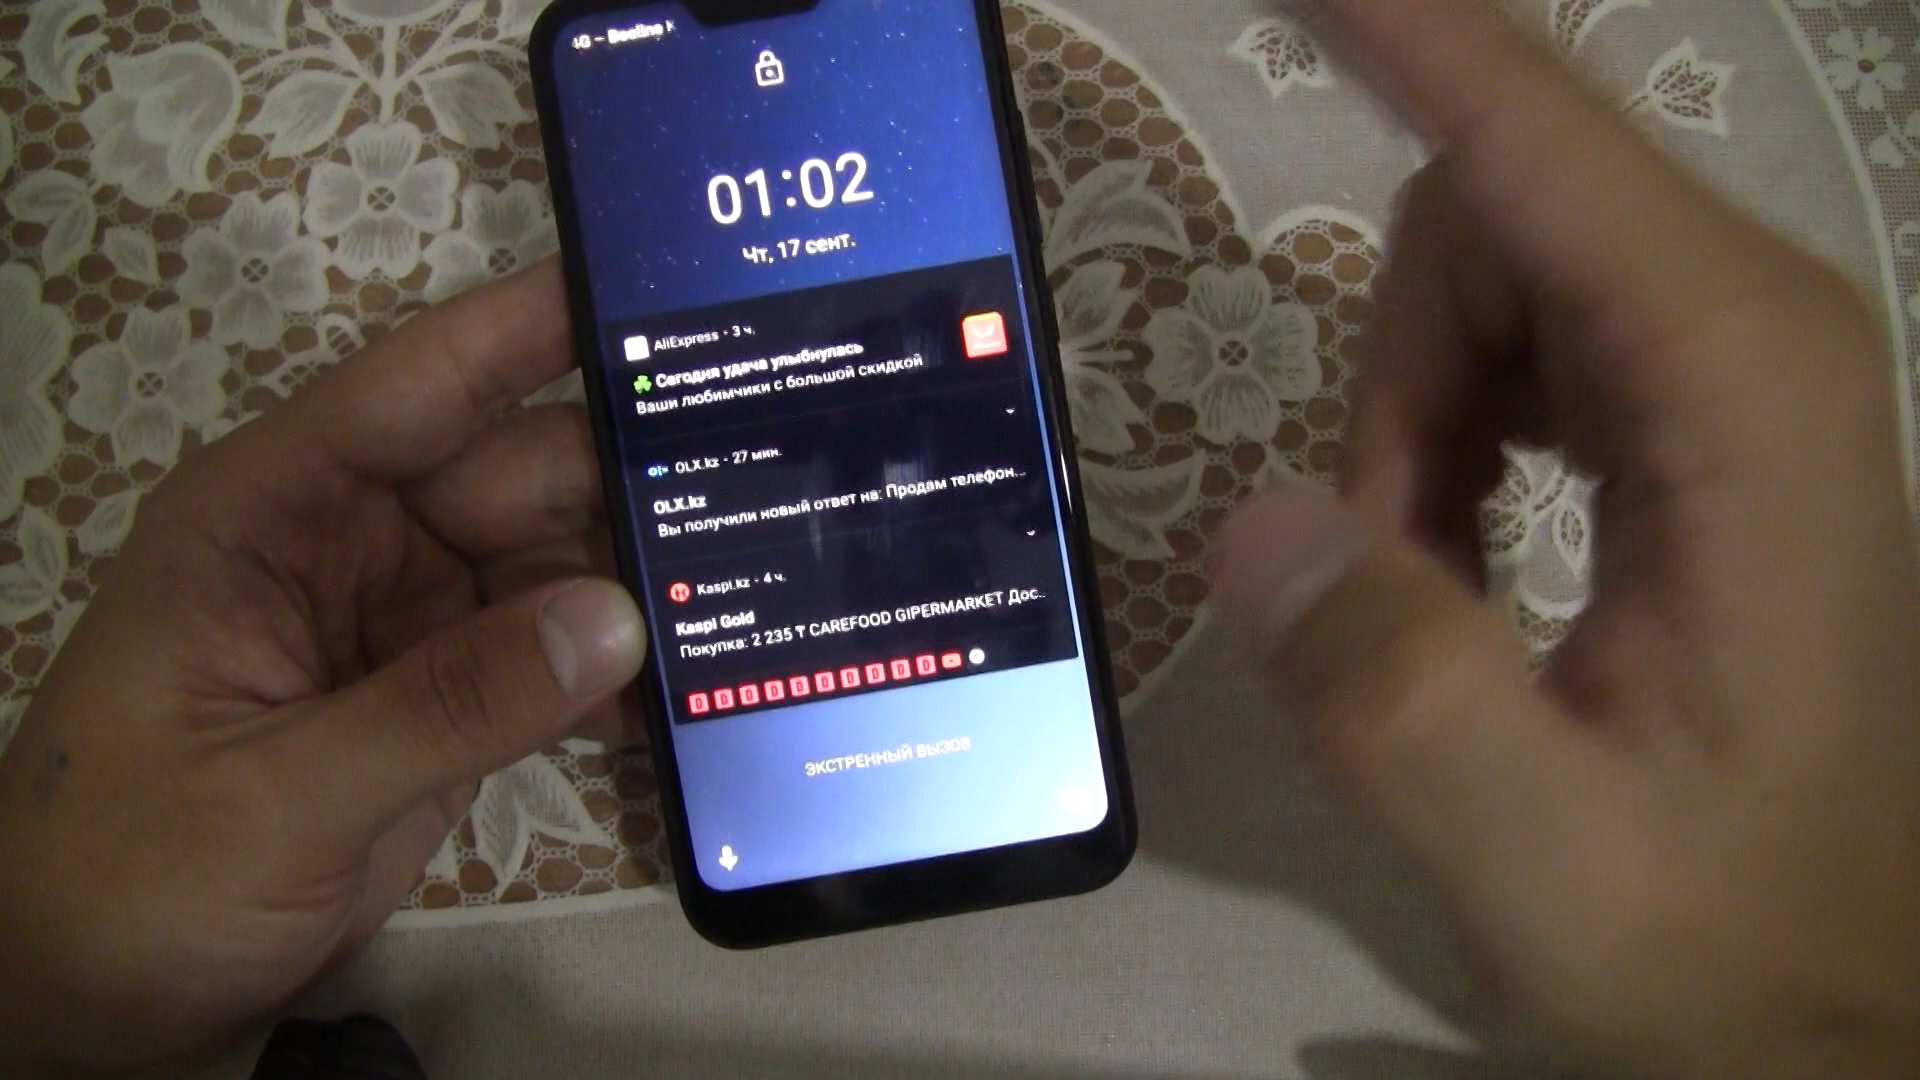 4G – Beeline K
01:02
Чт, 17 сент.
AliExpress • 3 ч.
Сегодня удача улыбнулась
Ваши любимчики с большой скидкой
OLX.kz • 27 мин.
OLX.kz
Вы получили новый ответ на: Продам телефон...
Kaspi.kz • 4 ч.
Kaspi Gold
Покупка: 2 235 ₸ CAREFOOD GIPERMARKET Дос...
ЭКСТРЕННЫЙ ВЫЗОВ